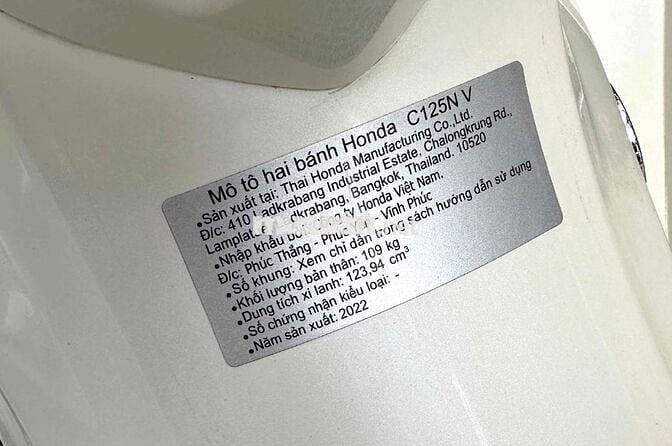 Mô tô hai bánh Honda C125N V
•Sản xuất tại: Thai Honda Manufacturing Co.,Ltd.
Đ/c: 410 Ladkrabang Industrial Estate, Chalongkrung Rd.,
Lamplatiew, Ladkrabang, Bangkok, Thailand. 10520
•Nhập khẩu bởi: Honda Việt Nam.
Đ/c: Phúc Thắng - Phúc - Vĩnh Phúc
•Số khung: Xem chỉ dẫn trong sách hướng dẫn sử dụng
•Khối lượng bản thân: 109 kg
•Dung tích xi lanh: 123,94 cm³
•Số chứng nhận kiểu loại: -
•Năm sản xuất: 2022